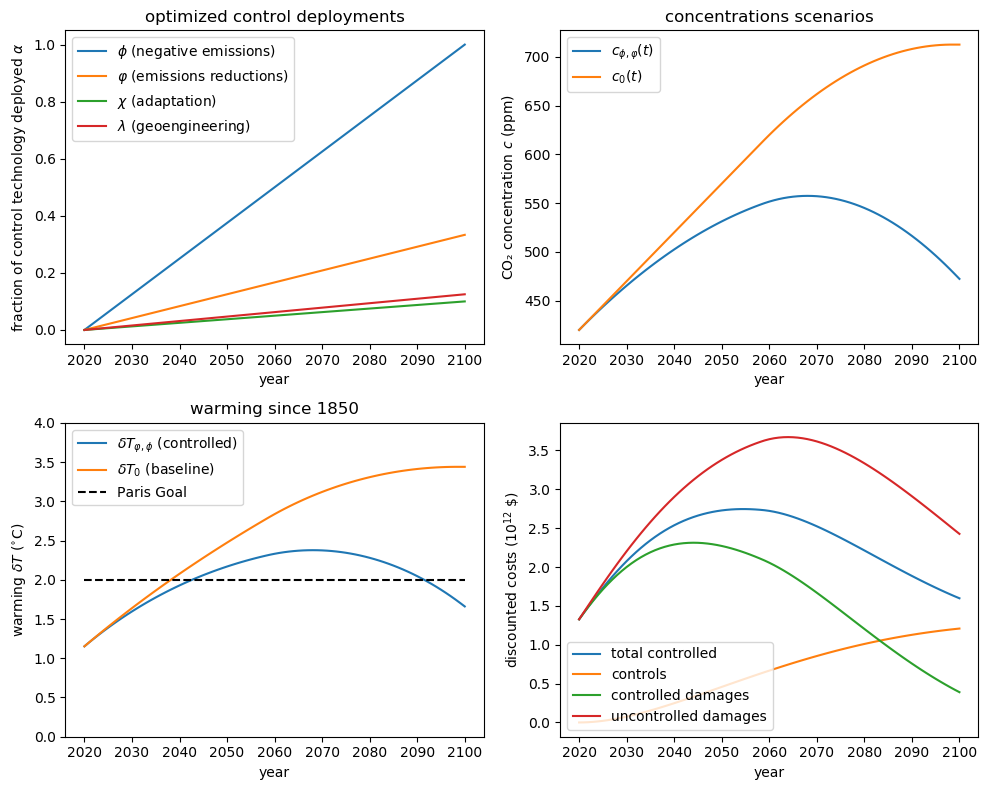 optimized control deployments
fraction of control technology deployed α
1.0
0.8
0.6
0.4
0.2
0.0
ϕ (negative emissions)
φ (emissions reductions)
χ (adaptation)
λ (geoengineering)
2020 2030 2040 2050 2060 2070 2080 2090 2100
year
concentrations scenarios
CO₂ concentration c (ppm)
700
650
600
550
500
450
c_{ϕ,φ}(t)
c₀(t)
2020 2030 2040 2050 2060 2070 2080 2090 2100
year
warming since 1850
warming δT (°C)
4.0
3.5
3.0
2.5
2.0
1.5
1.0
0.5
0.0
δT_{φ,ϕ} (controlled)
δT₀ (baseline)
Paris Goal
2020 2030 2040 2050 2060 2070 2080 2090 2100
year
discounted costs (10¹² $)
3.5
3.0
2.5
2.0
1.5
1.0
0.5
0.0
total controlled
controls
controlled damages
uncontrolled damages
2020 2030 2040 2050 2060 2070 2080 2090 2100
year